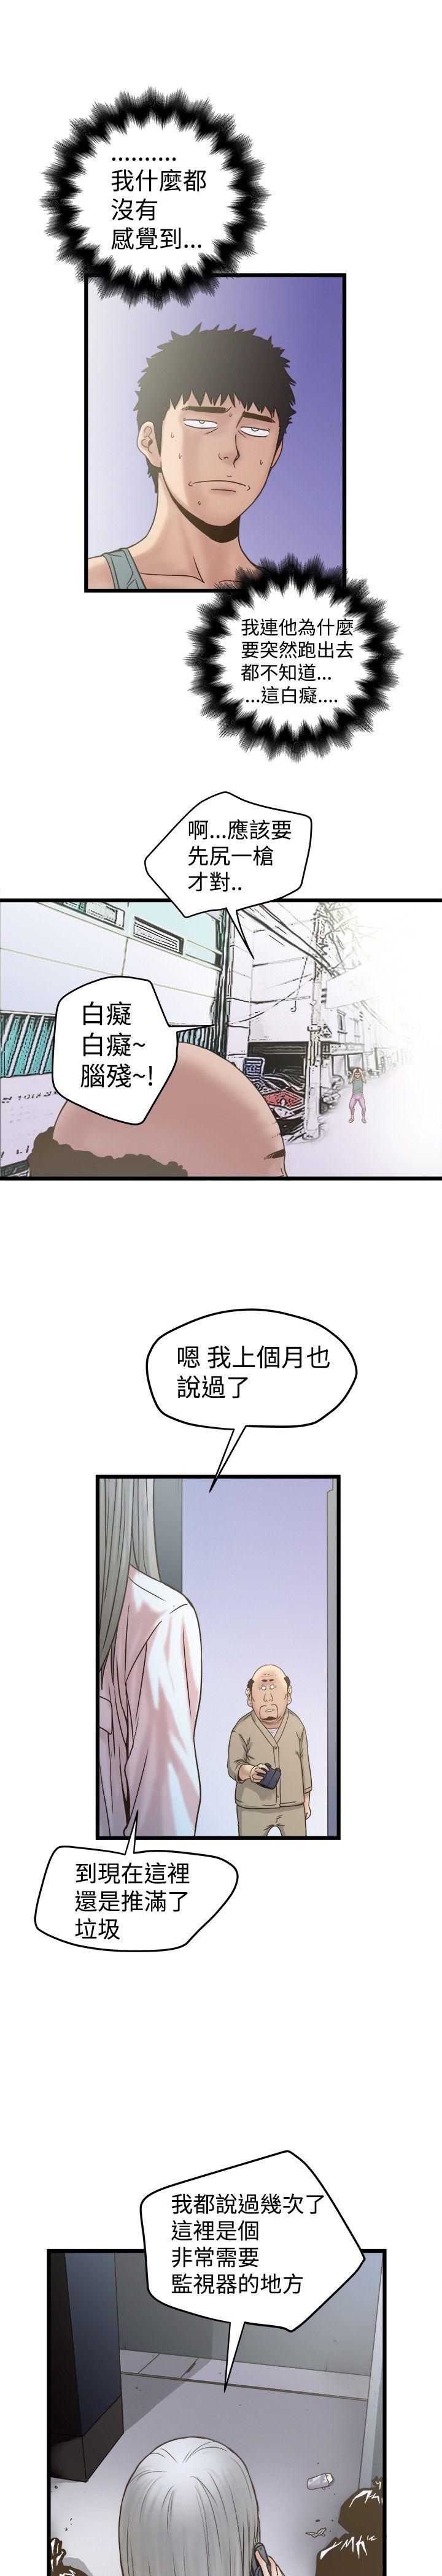 ..........
我什麼都
沒有
感覺到...
我連他為什麼
要突然跑出去
都不知道...
...這白癡....
啊...應該要
先尻一槍
才對..
白癡
白癡~
腦殘~!
嗯 我上個月也
說過了
到現在這裡
還是推滿了
垃圾
我都說過幾次了
這裡是個
非常需要
監視器的地方